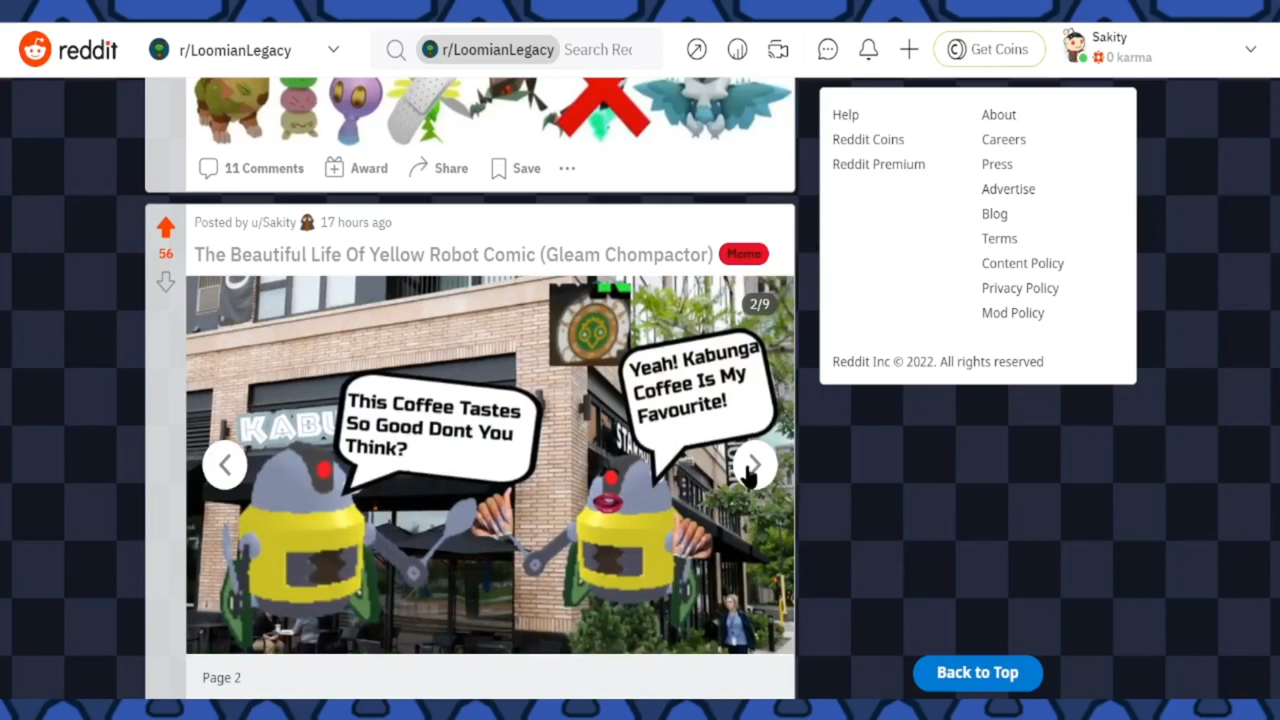 reddit
r/LoomianLegacy
r/LoomianLegacy Search Rec
Get Coins
Sakity
0 karma
11 Comments Award Share Save
Posted by u/Sakity 17 hours ago
The Beautiful Life Of Yellow Robot Comic (Gleam Chompactor) Meme
56
2/9
This Coffee Tastes
So Good Dont You
Think?
Yeah! Kabunga
Coffee Is My
Favourite!
Page 2
Help
Reddit Coins
Reddit Premium
About
Careers
Press
Advertise
Blog
Terms
Content Policy
Privacy Policy
Mod Policy
Reddit Inc © 2022. All rights reserved
Back to Top